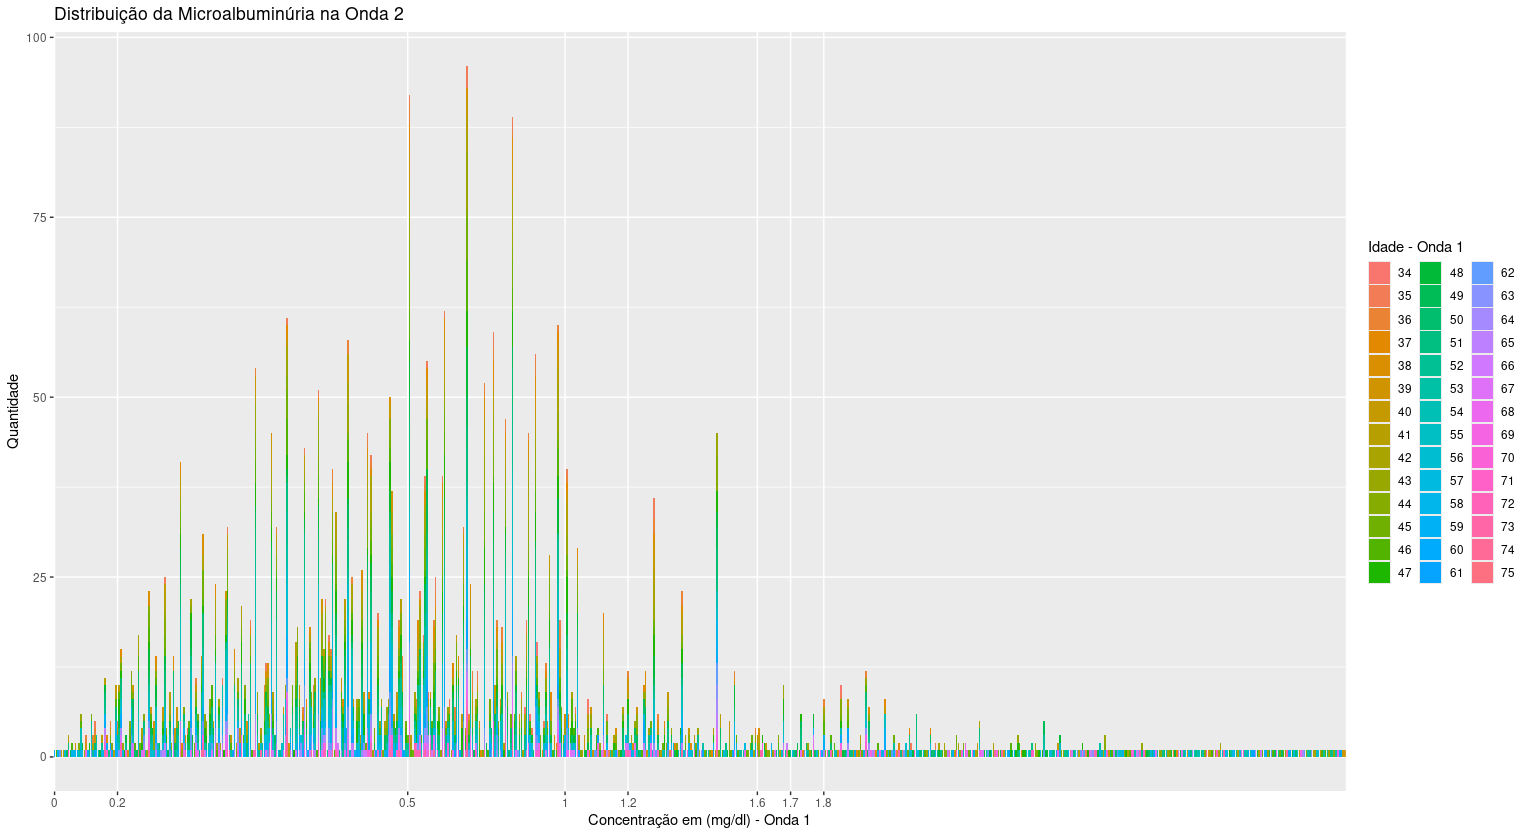 Distribuição da Microalbuminúria na Onda 2
100
75
50
25
0
Quantidade
0 0.2 0.5 1 1.2 1.6 1.7 1.8
Concentração em (mg/dl) - Onda 1
Idade - Onda 1
34 48 62
35 49 63
36 50 64
37 51 65
38 52 66
39 53 67
40 54 68
41 55 69
42 56 70
43 57 71
44 58 72
45 59 73
46 60 74
47 61 75